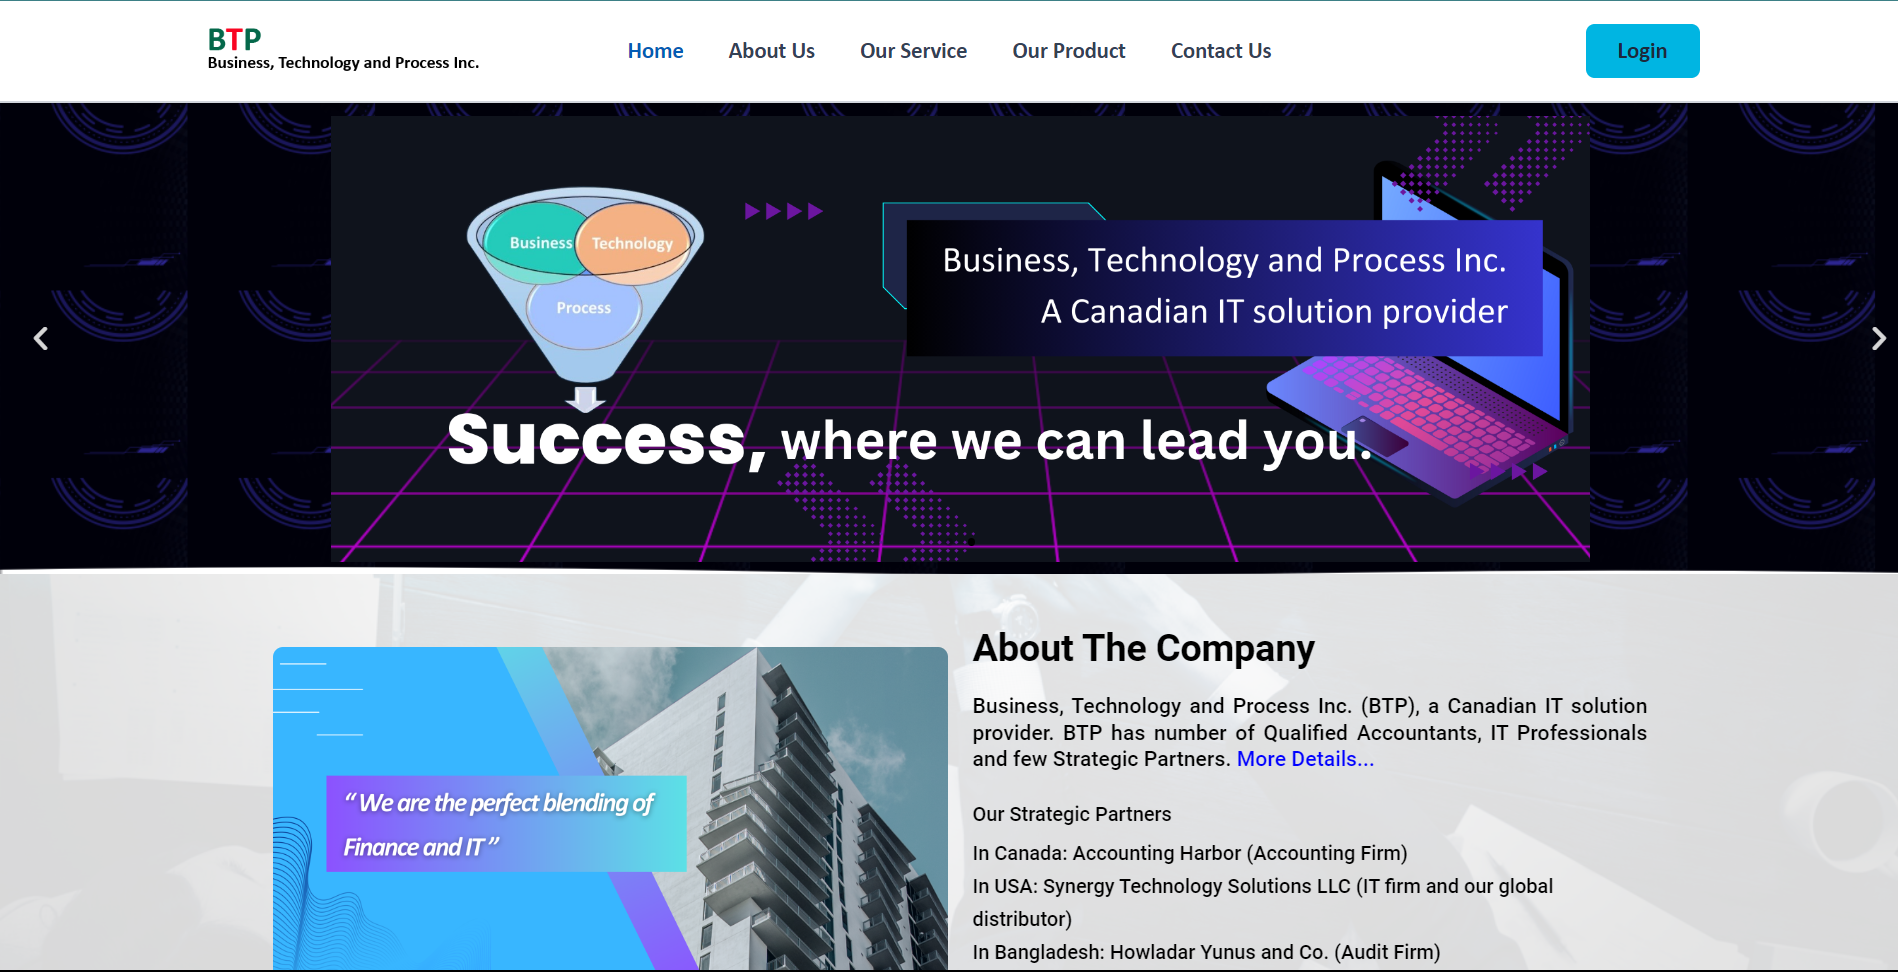 BTP
Business, Technology and Process Inc.
Home
About Us
Our Service
Our Product
Contact Us
Login
Business
Technology
Process
Business, Technology and Process Inc.
A Canadian IT solution provider
Success, where we can lead you.
“ We are the perfect blending of
Finance and IT ”
About The Company
Business, Technology and Process Inc. (BTP), a Canadian IT solution
provider. BTP has number of Qualified Accountants, IT Professionals
and few Strategic Partners. More Details...
Our Strategic Partners
In Canada: Accounting Harbor (Accounting Firm)
In USA: Synergy Technology Solutions LLC (IT firm and our global
distributor)
In Bangladesh: Howladar Yunus and Co. (Audit Firm)